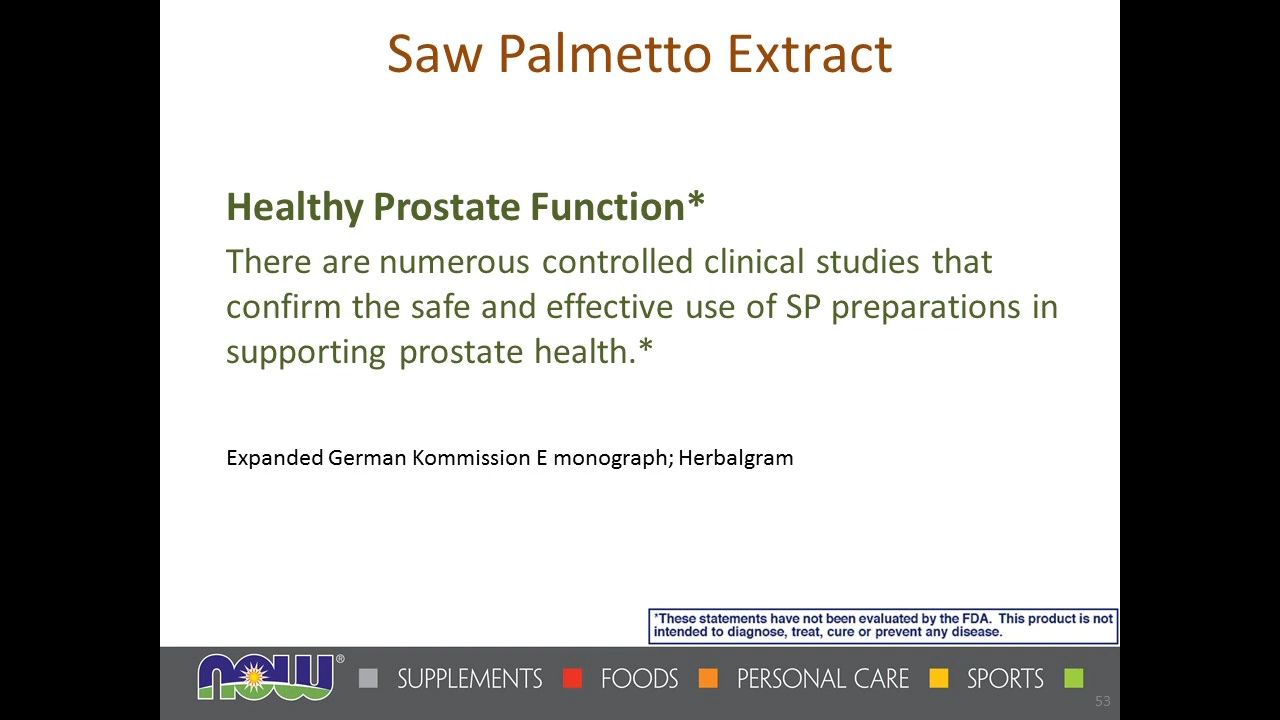 Saw Palmetto Extract
Healthy Prostate Function*
There are numerous controlled clinical studies that
confirm the safe and effective use of SP preparations in
supporting prostate health.*
Expanded German Kommission E monograph; Herbalgram
*These statements have not been evaluated by the FDA. This product is not
intended to diagnose, treat, cure or prevent any disease.
now® SUPPLEMENTS FOODS PERSONAL CARE SPORTS
53